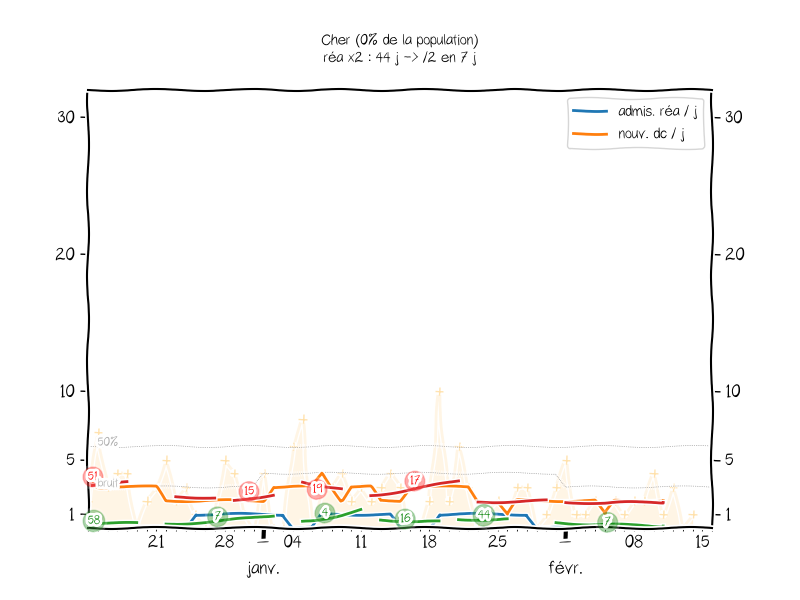 Cher (0% de la population)
réa x2 : 44 j -> /2 en 7 j
admis. réa / j
nouv. dc / j
30 30
20 20
10 10
5 5
1 1
50%
bruit
51 15 19 17
58 7 4 16 44 7
21 28 04 11 18 25 08 15
janv. févr.